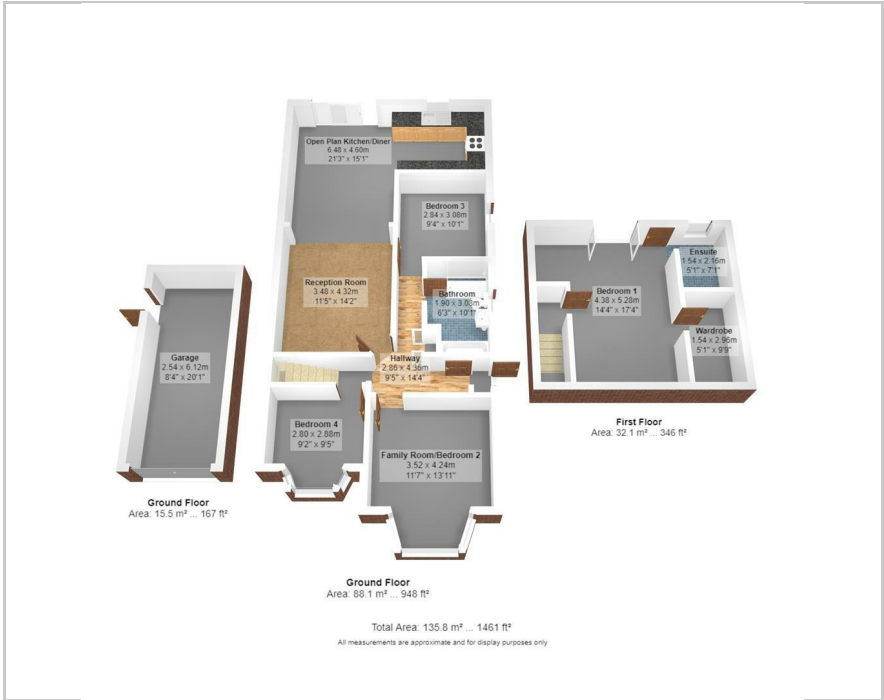 Open Plan Kitchen/Diner
6.48 x 4.60m
21'3" x 15'1"
Bedroom 3
2.84 x 3.08m
9'4" x 10'1"
Reception Room
3.48 x 4.32m
11'5" x 14'2"
Bathroom
1.90 x 3.03m
6'3" x 10'1"
Hallway
2.86 x 4.36m
9'5" x 14'4"
Bedroom 4
2.80 x 2.88m
9'2" x 9'5"
Family Room/Bedroom 2
3.52 x 4.24m
11'7" x 13'11"
Garage
2.54 x 6.12m
8'4" x 20'1"
Ground Floor
Area: 15.5 m² ... 167 ft²
Ensuite
1.54 x 2.16m
5'1" x 7'1"
Bedroom 1
4.38 x 5.28m
14'4" x 17'4"
Wardrobe
1.54 x 2.96m
5'1" x 9'9"
First Floor
Area: 32.1 m² ... 346 ft²
Ground Floor
Area: 88.1 m² ... 948 ft²
Total Area: 135.8 m² ... 1461 ft²
All measurements are approximate and for display purposes only